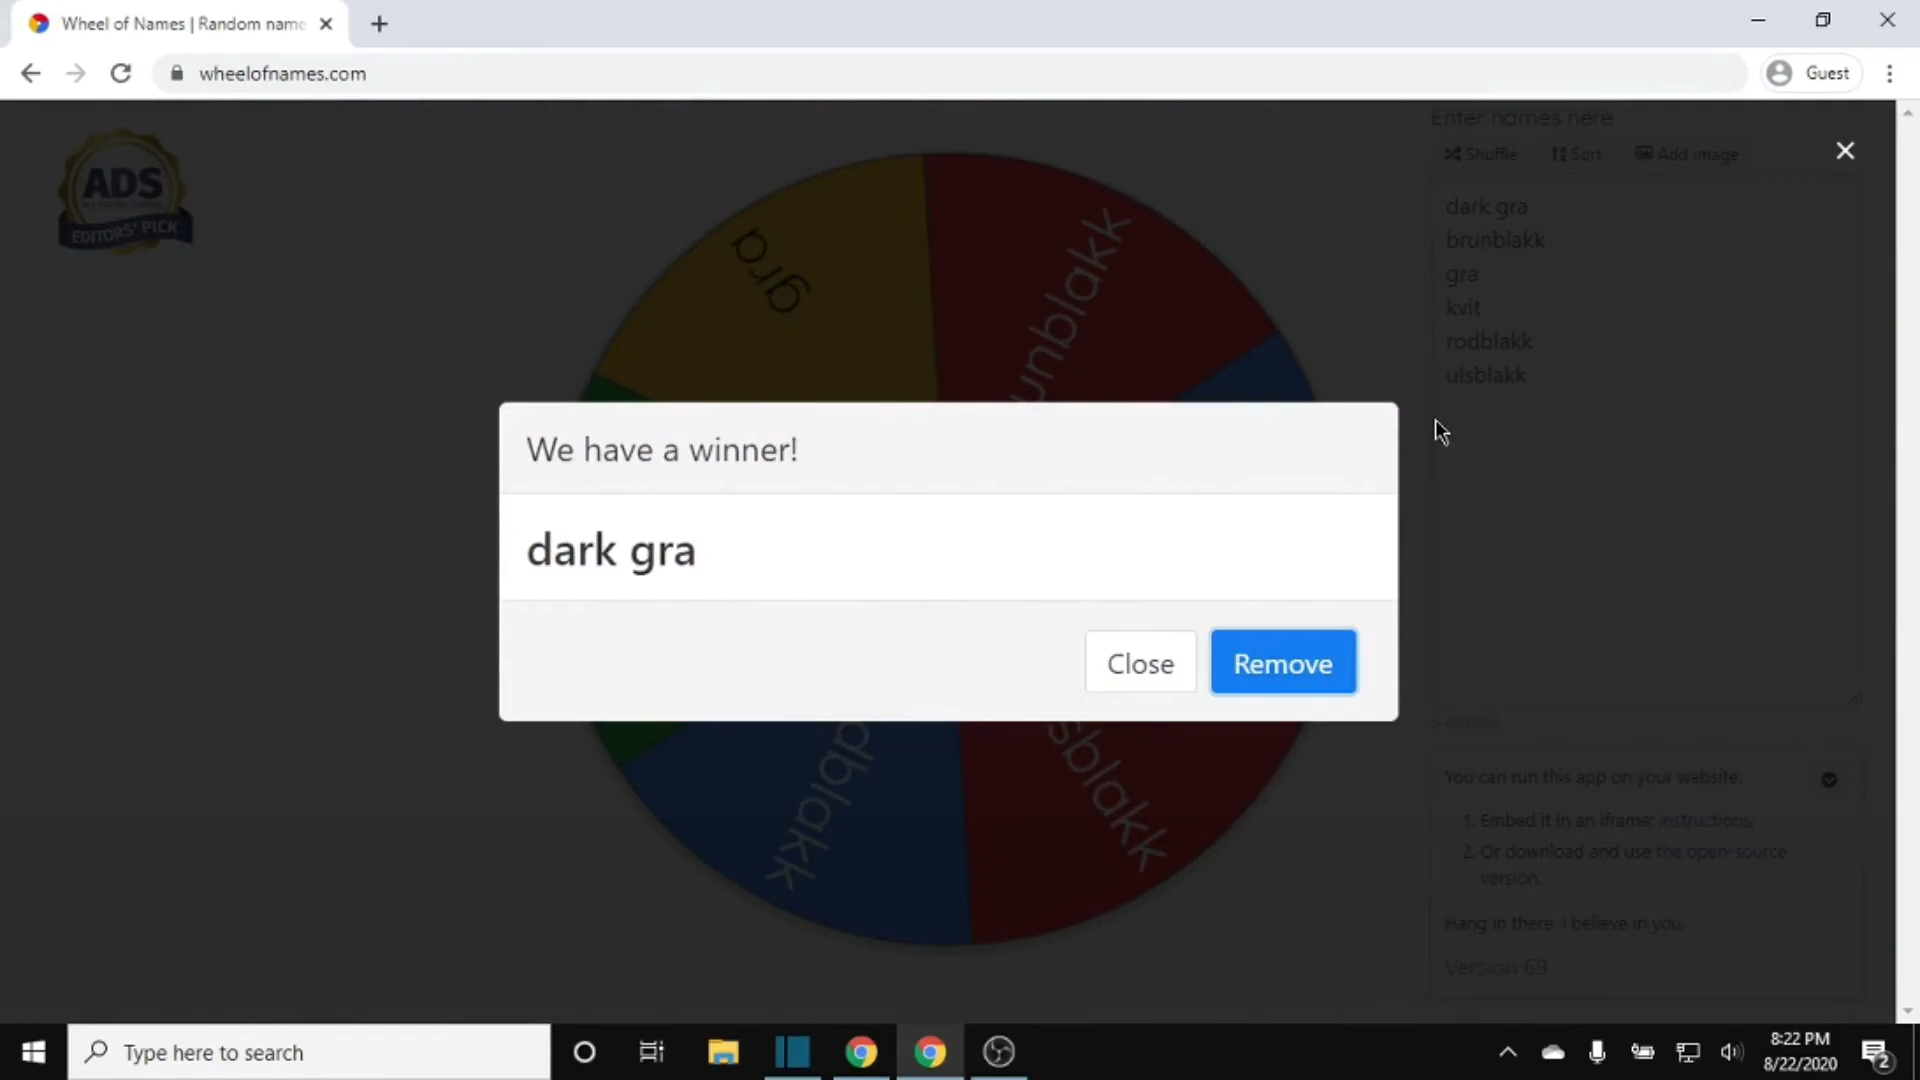 Wheel of Names | Random name
wheelofnames.com
Guest
ADS
EDITORS' PICK
Enter names here
Shuffle
Sort
Add image
dark gra
brunblakk
gra
kvit
rodblakk
ulsblakk
gra
unblakk
We have a winner!
dark gra
Close
Remove
dblakk
sblakk
6 entries
You can run this app on your website:
1. Embed it in an iframe: instructions.
2. Or download and use the open-source
version.
Hang in there. I believe in you.
Version 69
Type here to search
8:22 PM
8/22/2020
2